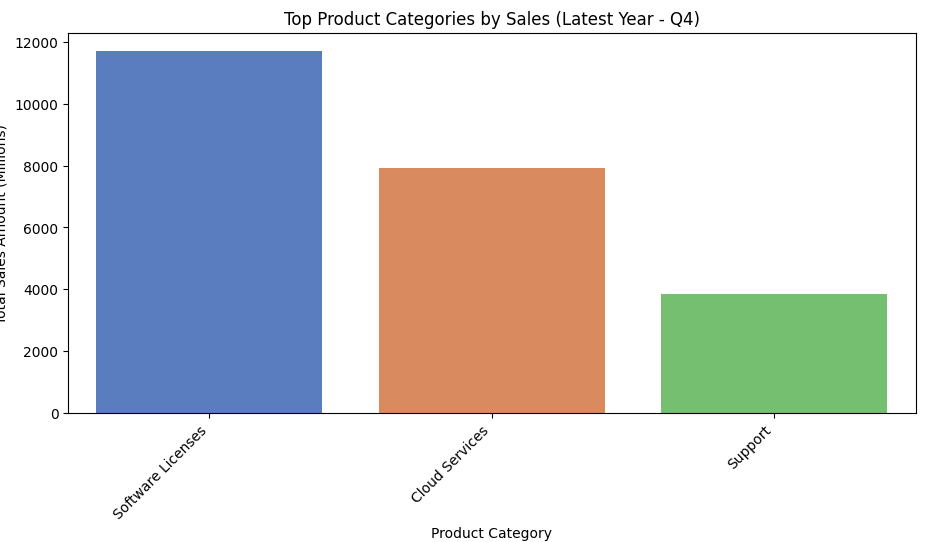 Top Product Categories by Sales (Latest Year - Q4)
Total Sales Amount (Millions)
12000
10000
8000
6000
4000
2000
0
Software Licenses
Cloud Services
Support
Product Category